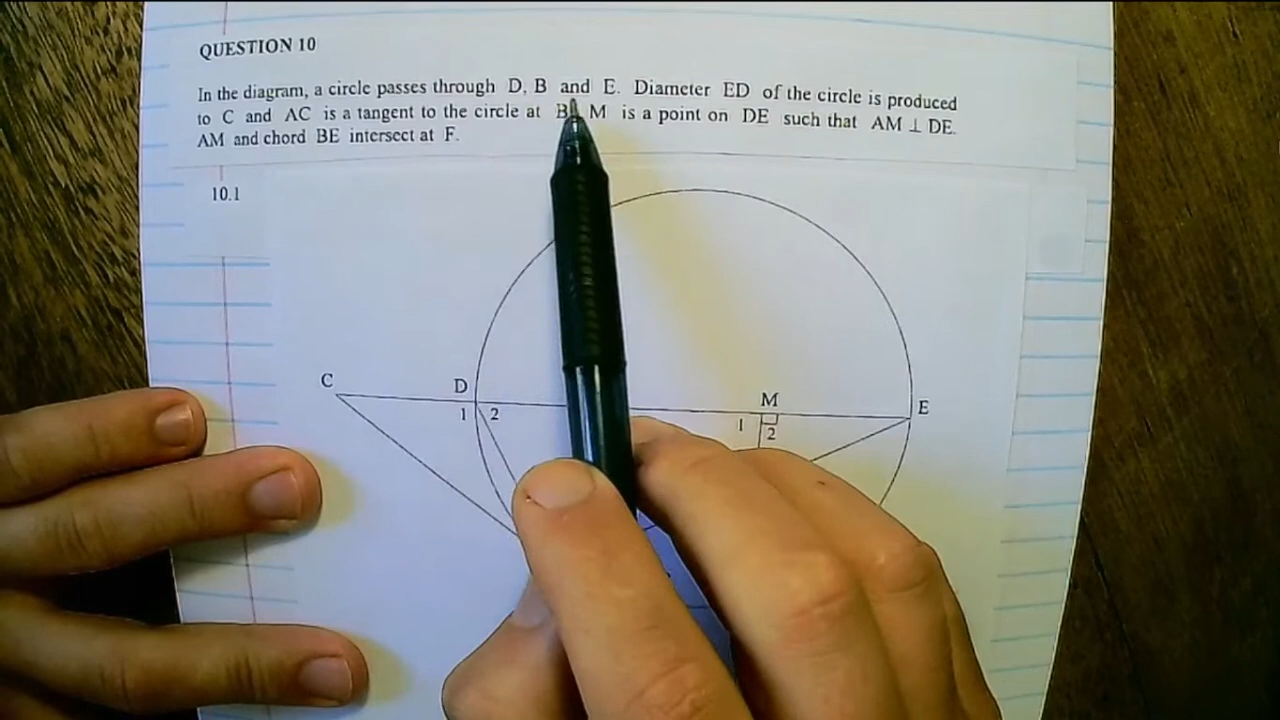 QUESTION 10
In the diagram, a circle passes through D, B and E. Diameter ED of the circle is produced
to C and AC is a tangent to the circle at B M is a point on DE such that AM ⊥ DE.
AM and chord BE intersect at F.
10.1
C
D
M
E
1 2
1
2